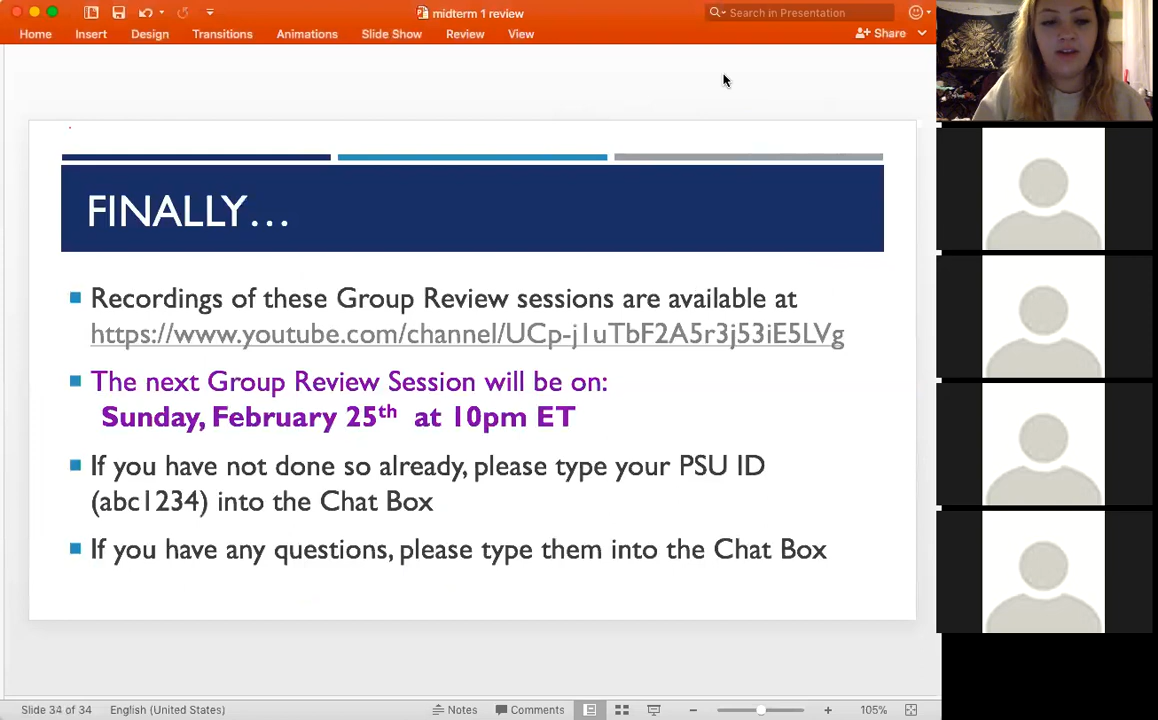 midterm 1 review
Search in Presentation
Home Insert Design Transitions Animations Slide Show Review View
Share
FINALLY…
Recordings of these Group Review sessions are available at
https://www.youtube.com/channel/UCp-j1uTbF2A5r3j53iE5LVg
The next Group Review Session will be on:
Sunday, February 25th at 10pm ET
If you have not done so already, please type your PSU ID
(abc1234) into the Chat Box
If you have any questions, please type them into the Chat Box
Slide 34 of 34 English (United States) Notes Comments 105%